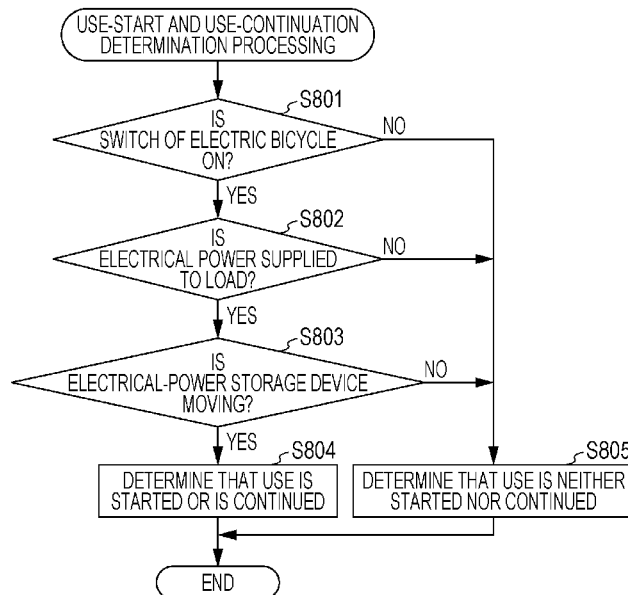 USE-START AND USE-CONTINUATION
DETERMINATION PROCESSING
S801
IS
SWITCH OF ELECTRIC BICYCLE
ON?
NO
YES
S802
IS
ELECTRICAL POWER SUPPLIED
TO LOAD?
NO
YES
S803
IS
ELECTRICAL-POWER STORAGE DEVICE
MOVING?
NO
YES
S804
DETERMINE THAT USE IS
STARTED OR IS CONTINUED
S805
DETERMINE THAT USE IS NEITHER
STARTED NOR CONTINUED
END